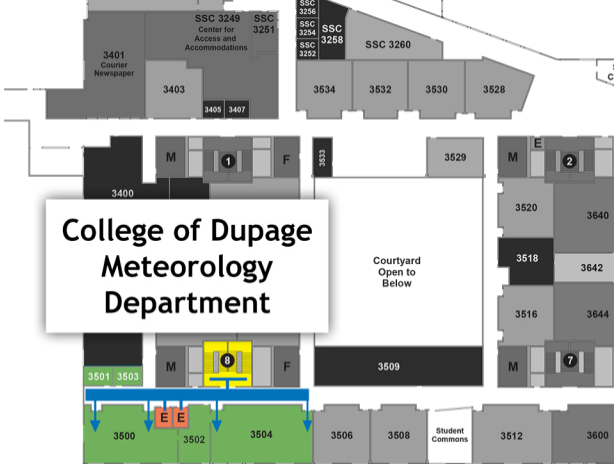 SSC
3256
SSC
3254
SSC
3252
SSC
3258
SSC 3249
Center for
Access and
Accommodations
SSC
3251
SSC 3260
3401
Courier
Newspaper
3403
3405
3407
3534
3532
3530
3528
M
1
F
3533
3529
M
E
2
3400
3520
3640
College of Dupage
Meteorology
Department
Courtyard
Open to
Below
3518
3642
3516
3644
3501
3503
M
8
F
3509
M
7
E
E
3500
3502
3504
3506
3508
Student
Commons
3512
3600